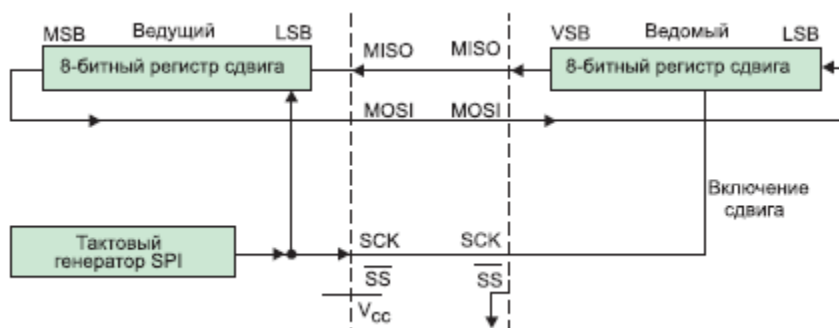 MSB Ведущий LSB
8-битный регистр сдвига
MISO MISO
VSB Ведомый LSB
8-битный регистр сдвига
MOSI MOSI
Включение
сдвига
Тактовый
генератор SPI
SCK SCK
SS SS
Vcc